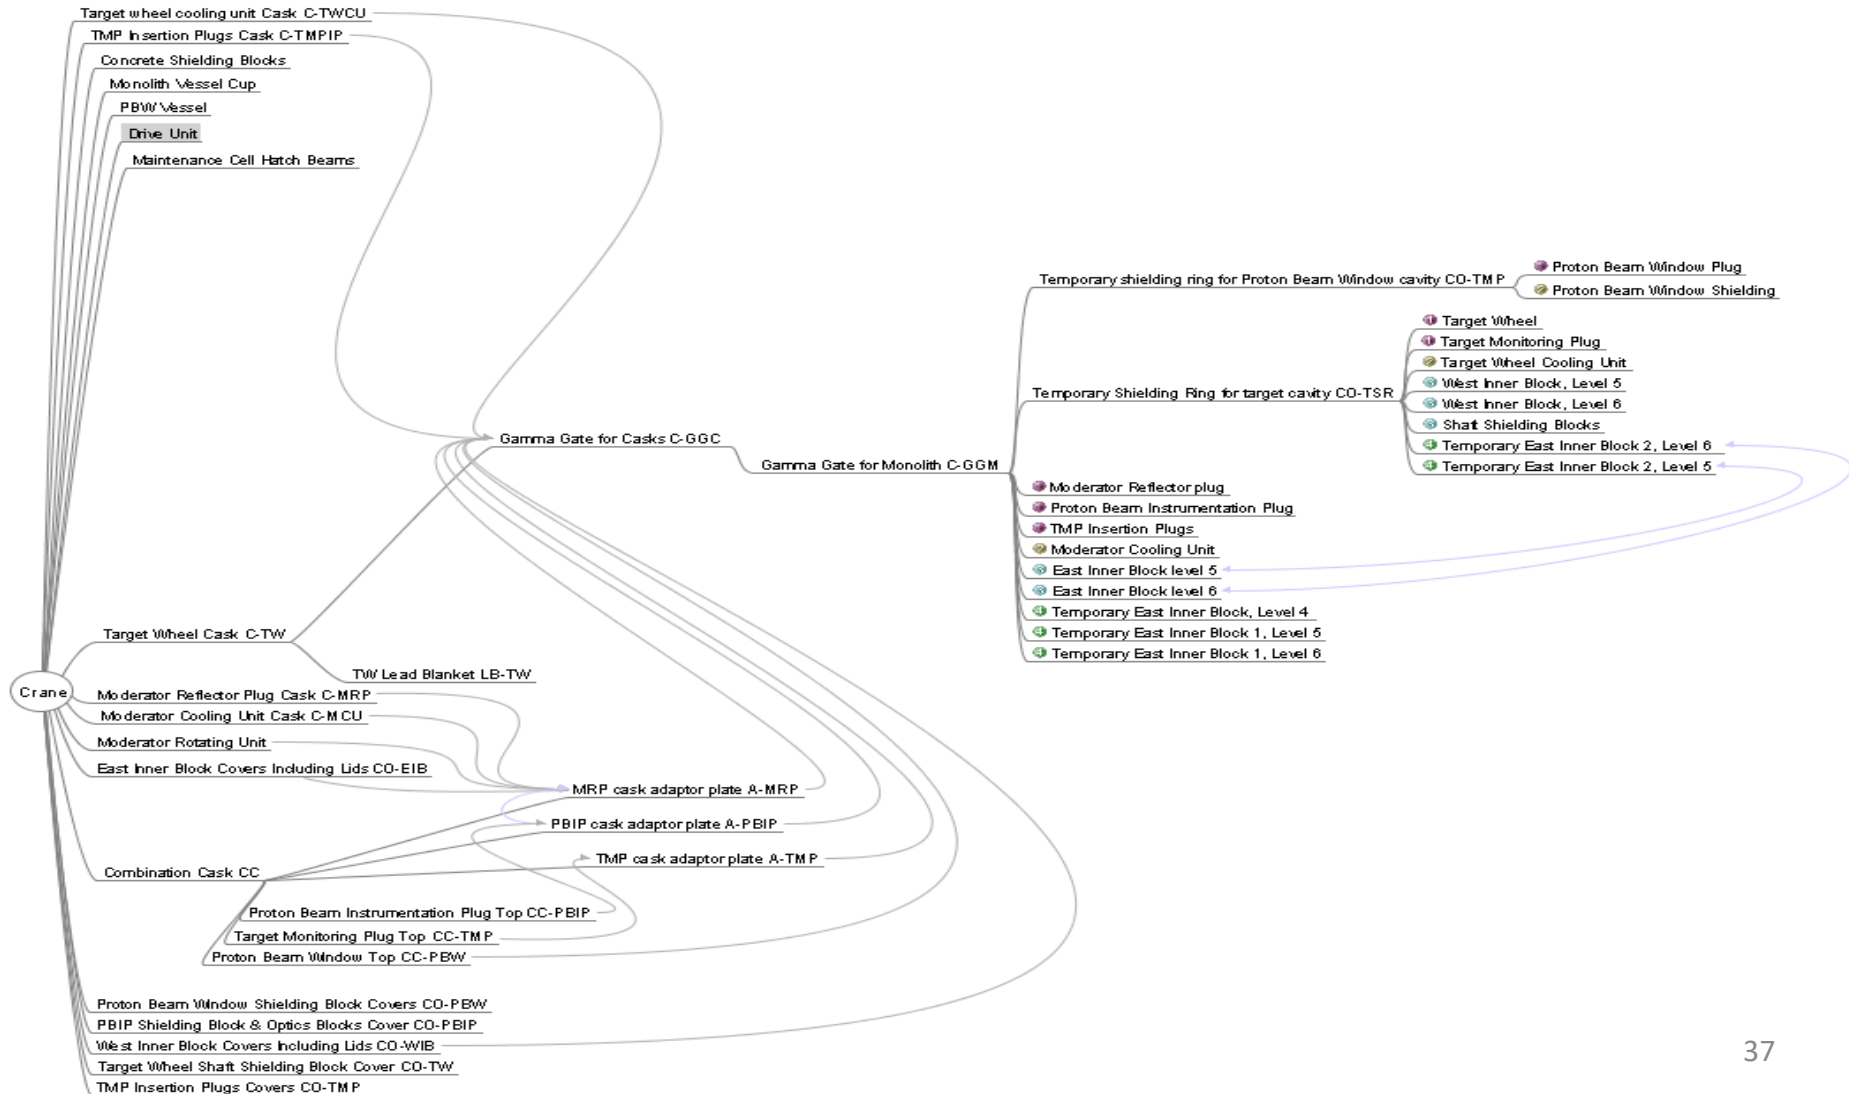 Target wheel cooling unit Cask C-TWCU
TMP Insertion Plugs Cask C-TMPIP
Concrete Shielding Blocks
Monolith Vessel Cup
PBW Vessel
Drive Unit
Maintenance Cell Hatch Beams
Temporary shielding ring for Proton Beam Window cavity CO-TMP
Proton Beam Window Plug
Proton Beam Window Shielding
Temporary Shielding Ring for target cavity CO-TSR
Target Wheel
Target Monitoring Plug
Target Wheel Cooling Unit
West Inner Block, Level 5
West Inner Block, Level 6
Shaft Shielding Blocks
Temporary East Inner Block 2, Level 6
Temporary East Inner Block 2, Level 5
Gamma Gate for Casks C-GGC
Gamma Gate for Monolith C-GGM
Moderator Reflector plug
Proton Beam Instrumentation Plug
TMP Insertion Plugs
Moderator Cooling Unit
East Inner Block level 5
East Inner Block level 6
Temporary East Inner Block, Level 4
Temporary East Inner Block 1, Level 5
Temporary East Inner Block 1, Level 6
Target Wheel Cask C-TW
TW Lead Blanket LB-TW
Crane
Moderator Reflector Plug Cask C-MRP
Moderator Cooling Unit Cask C-MCU
Moderator Rotating Unit
East Inner Block Covers Including Lids CO-EIB
MRP cask adaptor plate A-MRP
PBIP cask adaptor plate A-PBIP
TMP cask adaptor plate A-TMP
Combination Cask CC
Proton Beam Instrumentation Plug Top CC-PBIP
Target Monitoring Plug Top CC-TMP
Proton Beam Window Top CC-PBW
Proton Beam Window Shielding Block Covers CO-PBW
PBIP Shielding Block & Optics Blocks Cover CO-PBIP
West Inner Block Covers Including Lids CO-WIB
Target Wheel Shaft Shielding Block Cover CO-TW
TMP Insertion Plugs Covers CO-TMP
37